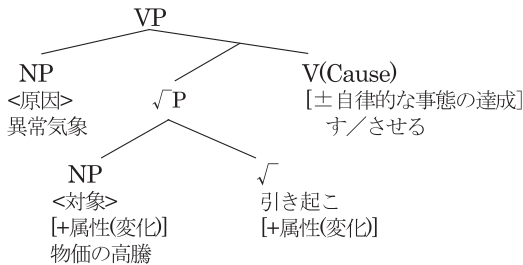 VP
NP
V(Cause)
<原因>
√P
[±自律的な事態の達成]
異常気象
す／させる
NP
√
<対象>
引き起こ
[+属性(変化)]
[+属性(変化)]
物価の高騰